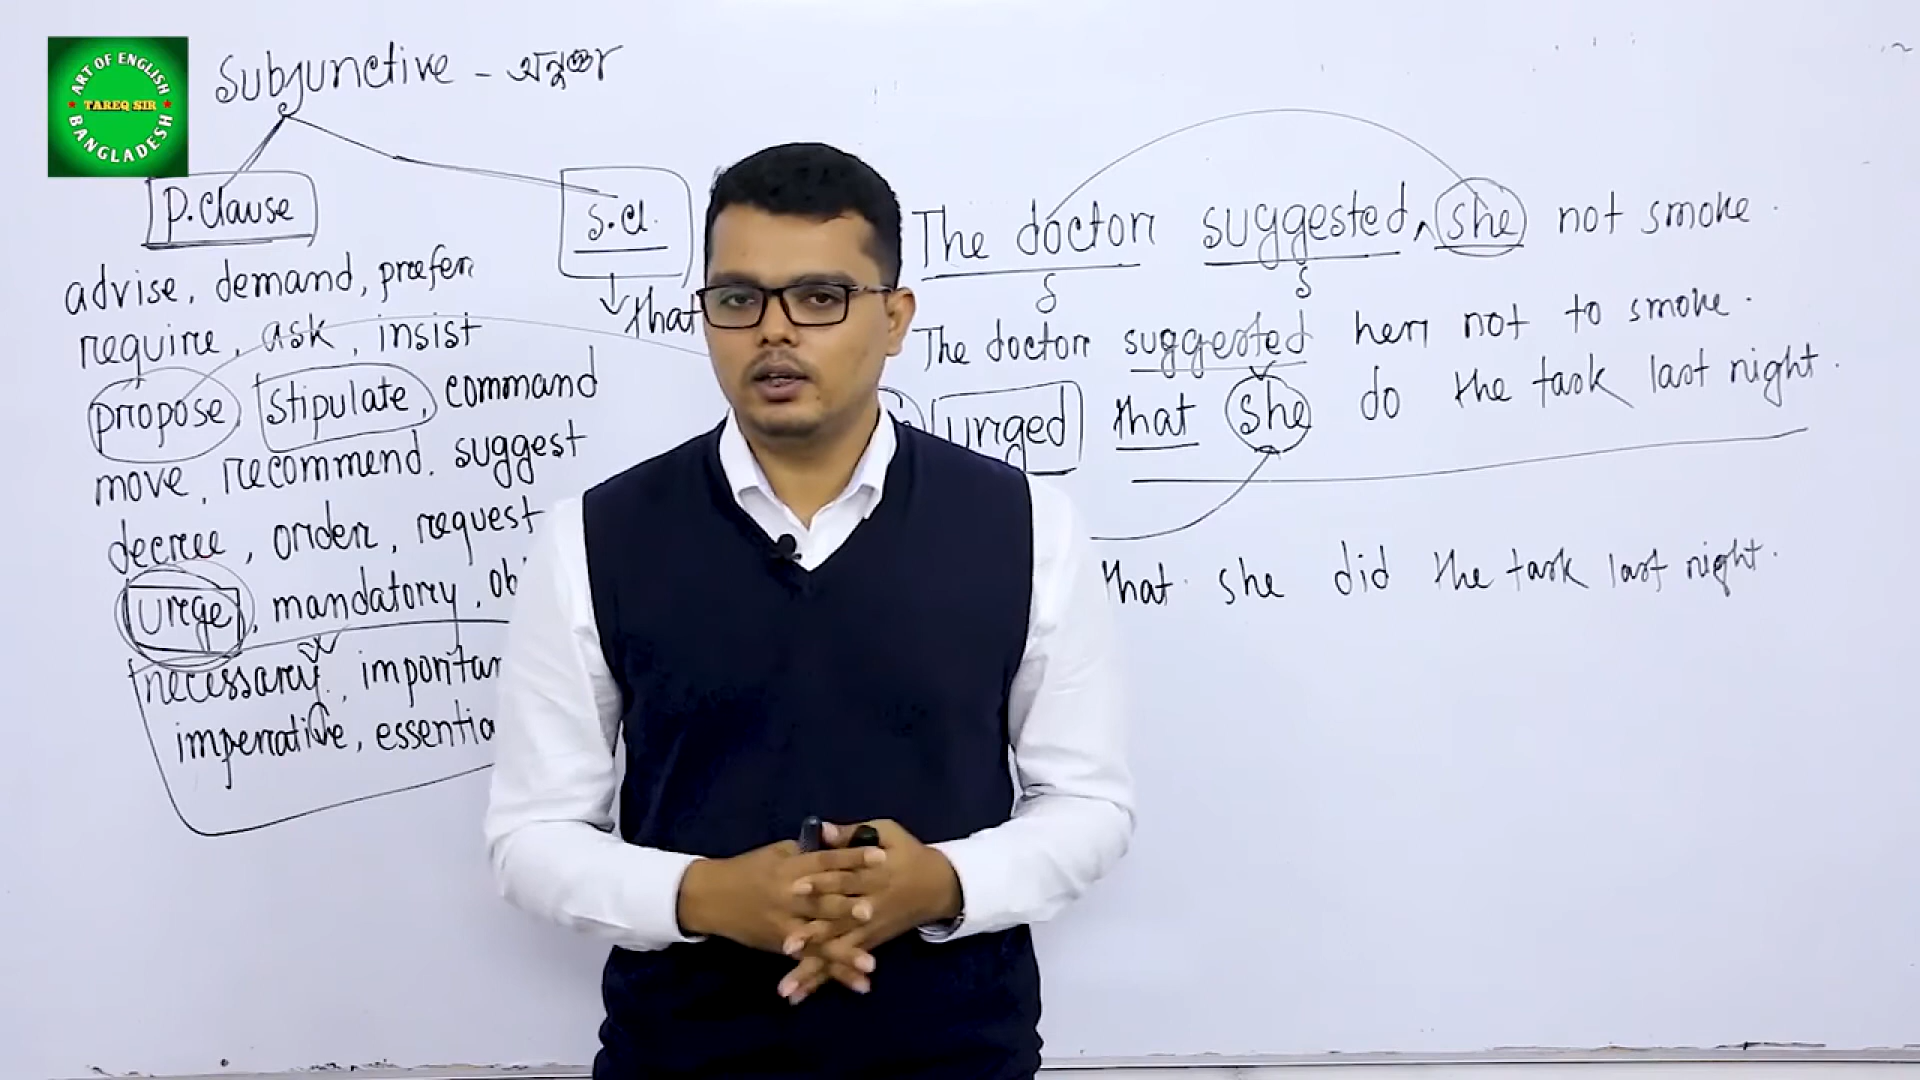 ART OF ENGLISH
TAREQ SIR
BANGLADESH
Subjunctive -
P. Clause
S.Cl.
that
advise, demand, prefer
require, ask, insist
propose, stipulate, command
move, recommend, suggest
decree, order, request
urge, mandatory, ob
necessary, importan
imperative, essentia
The doctor suggested ^ she not smoke.
S S
The doctor suggested her not to smoke.
urged that she do the task last night.
that she did the task last night.